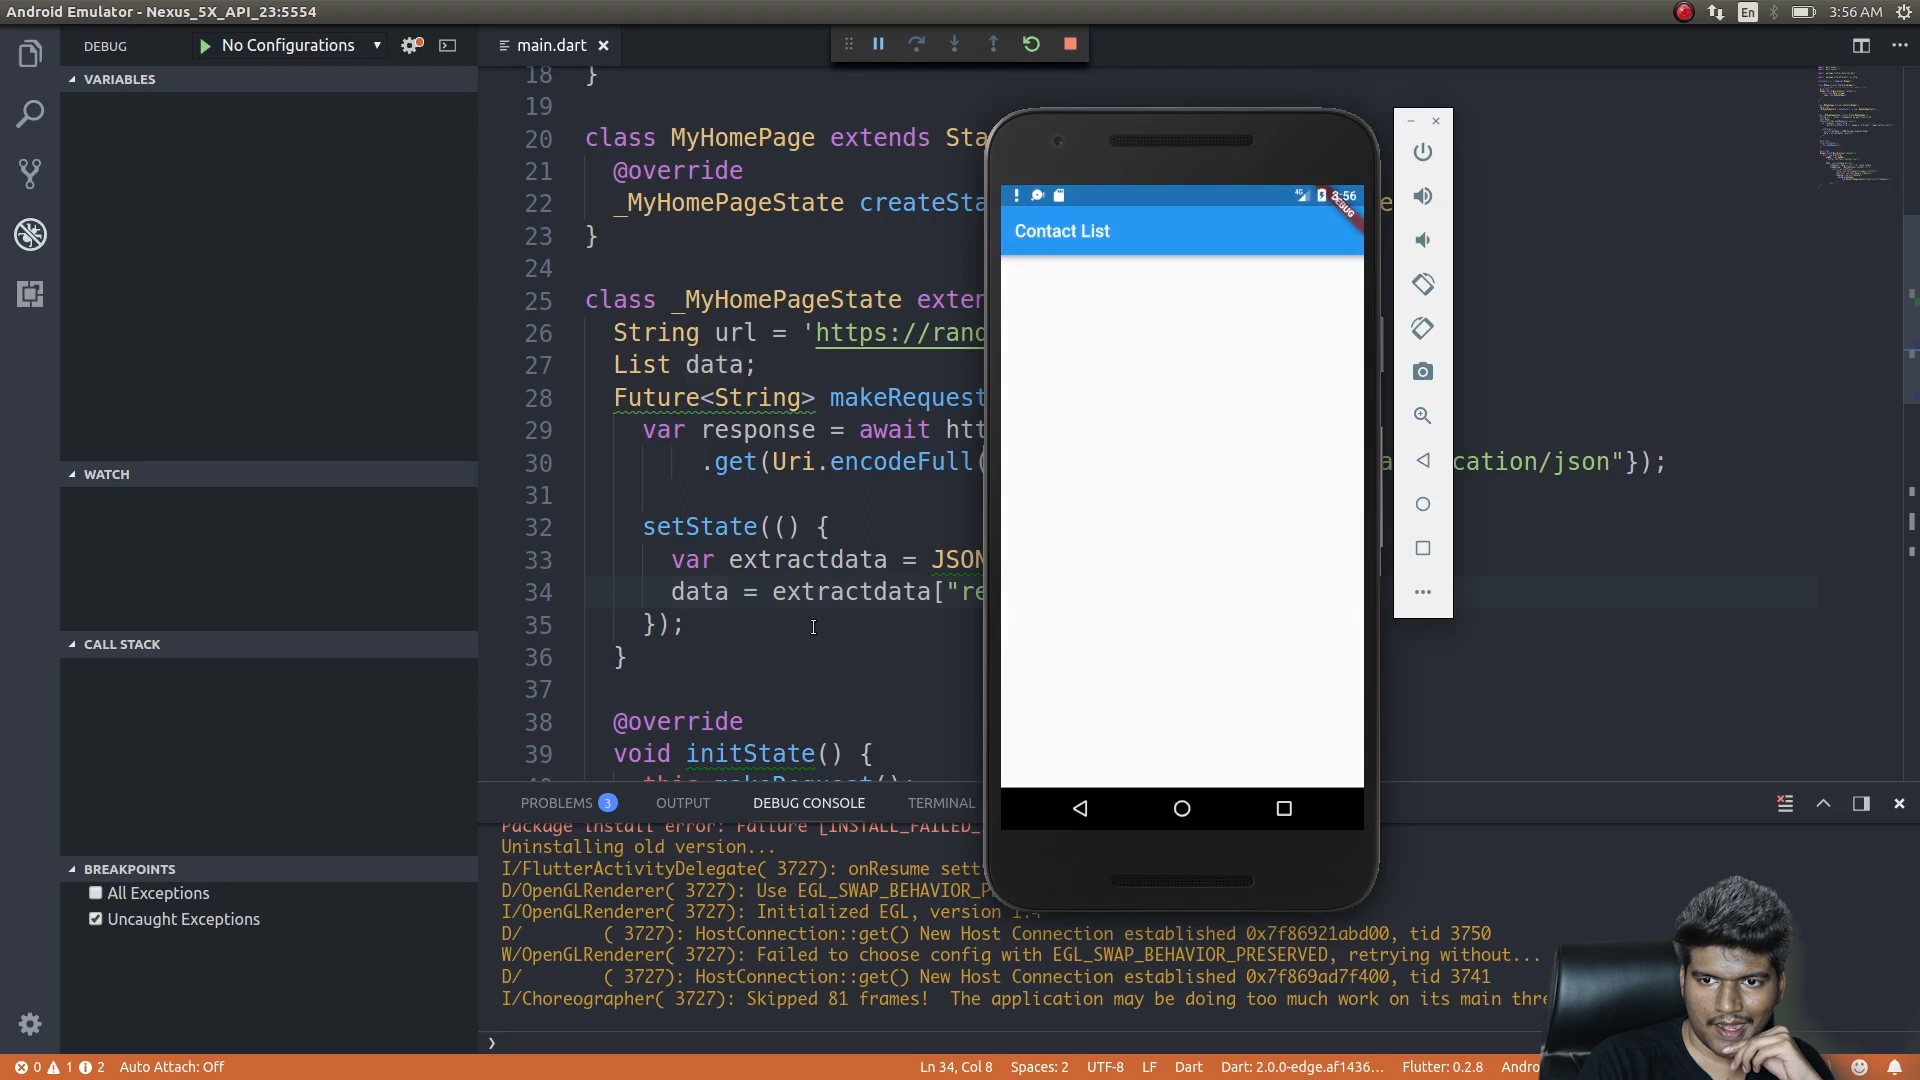 Android Emulator - Nexus_5X_API_23:5554
En
3:56 AM
DEBUG
No Configurations
main.dart
VARIABLES
WATCH
CALL STACK
BREAKPOINTS
All Exceptions
Uncaught Exceptions
18 }
19
20 class MyHomePage extends Sta
21 @override
22 _MyHomePageState createSta e
23 }
24
25 class _MyHomePageState exten
26 String url = 'https://rand
27 List data;
28 Future<String> makeRequest
29 var response = await htt
30 .get(Uri.encodeFull( cation/json"});
31
32 setState(() {
33 var extractdata = JSON
34 data = extractdata["re
35 });
36 }
37
38 @override
39 void initState() {
this.makeRequest();
4G
3:56
DEBUG
Contact List
PROBLEMS 3 OUTPUT DEBUG CONSOLE TERMINAL
Package install error: Failure [INSTALL_FAILED_
Uninstalling old version...
I/FlutterActivityDelegate( 3727): onResume sett
D/OpenGLRenderer( 3727): Use EGL_SWAP_BEHAVIOR_P
I/OpenGLRenderer( 3727): Initialized EGL, version 1.4
D/ ( 3727): HostConnection::get() New Host Connection established 0x7f86921abd00, tid 3750
W/OpenGLRenderer( 3727): Failed to choose config with EGL_SWAP_BEHAVIOR_PRESERVED, retrying without...
D/ ( 3727): HostConnection::get() New Host Connection established 0x7f869ad7f400, tid 3741
I/Choreographer( 3727): Skipped 81 frames! The application may be doing too much work on its main thre
0 1 2 Auto Attach: Off
Ln 34, Col 8 Spaces: 2 UTF-8 LF Dart Dart: 2.0.0-edge.af1436... Flutter: 0.2.8 Andro